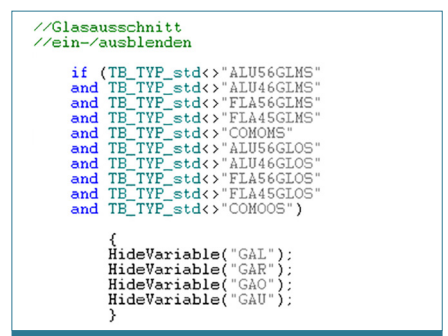 //Glasausschnitt
//ein-/ausblenden
if (TB_TYP_std<>"ALU56GLMS"
and TB_TYP_std<>"ALU46GLMS"
and TB_TYP_std<>"FLA56GLMS"
and TB_TYP_std<>"FLA45GLMS"
and TB_TYP_std<>"COMOMS"
and TB_TYP_std<>"ALU56GLOS"
and TB_TYP_std<>"ALU46GLOS"
and TB_TYP_std<>"FLA56GLOS"
and TB_TYP_std<>"FLA45GLOS"
and TB_TYP_std<>"COMOOS")
{
HideVariable("GAL");
HideVariable("GAR");
HideVariable("GAO");
HideVariable("GAU");
}